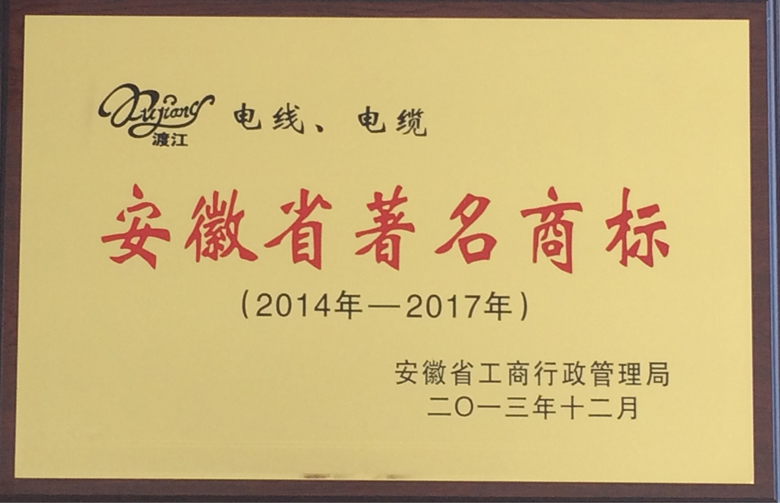 Dujiang
渡江
电线、电缆
安徽省著名商标
（2014年—2017年）
安徽省工商行政管理局
二〇一三年十二月